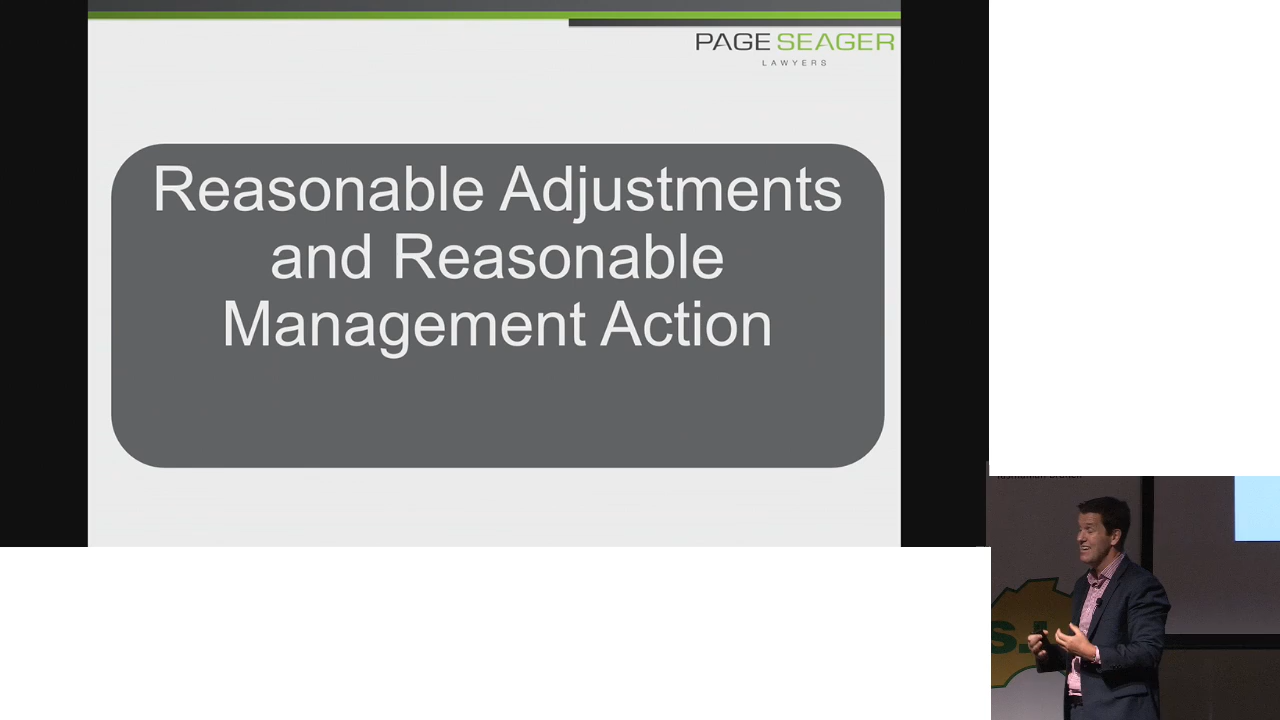 PAGE SEAGER
LAWYERS
Reasonable Adjustments
and Reasonable
Management Action